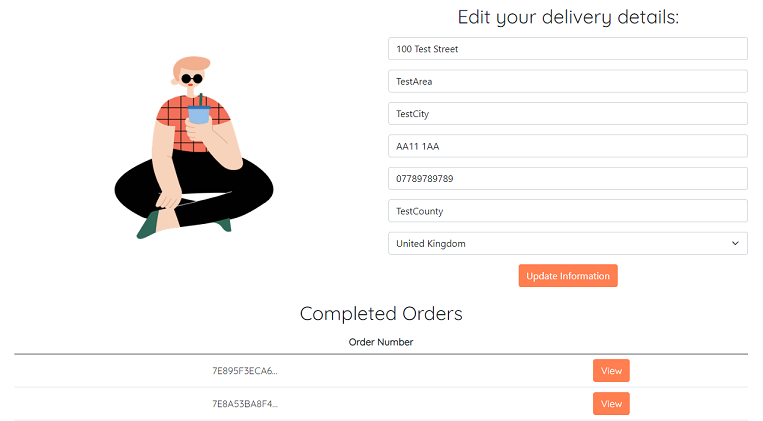 Edit your delivery details:
100 Test Street
TestArea
TestCity
AA11 1AA
07789789789
TestCounty
United Kingdom
Update Information
Completed Orders
Order Number
7E895F3ECA6...
View
7E8A53BA8F4...
View